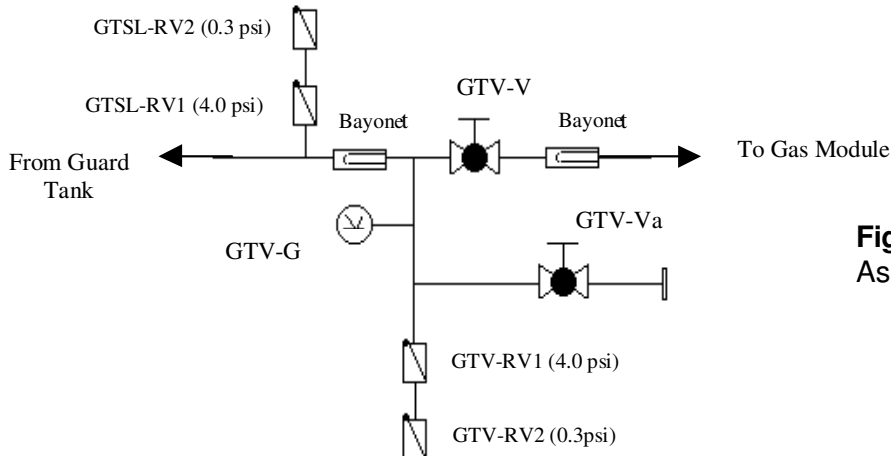 GTSL-RV2 (0.3 psi)
GTSL-RV1 (4.0 psi)
GTV-V
Bayonet
Bayonet
From Guard
Tank
To Gas Module
GTV-Va
GTV-G
Fig
As
GTV-RV1 (4.0 psi)
GTV-RV2 (0.3psi)